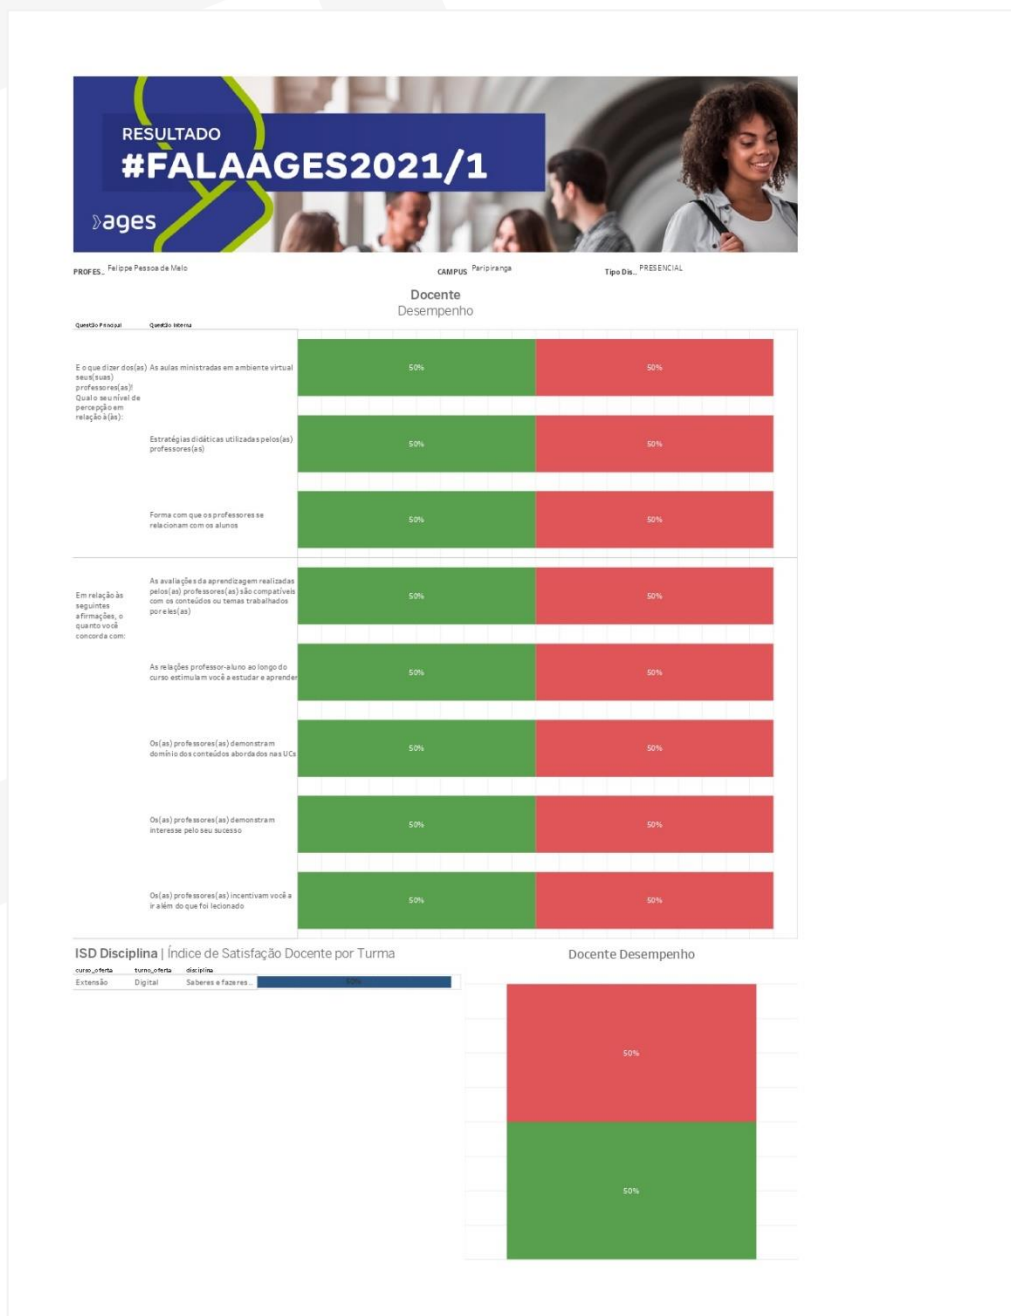 RESULTADO
#FALAAGES2021/1
ages
PROFES.. Felippe Pessoa de Melo CAMPUS Paripiranga Tipo Dis.. PRESENCIAL
Docente
Desempenho
Questão Principal Questão Interna
E o que dizer dos(as) seus(suas) professores(as)! Qual o seu nível de percepção em relação à(às):
As aulas ministradas em ambiente virtual
50% 50%
Estratégias didáticas utilizadas pelos(as)
professores(as)
50% 50%
Forma com que os professores se
relacionam com os alunos
50% 50%
Em relação às
seguintes
afirmações, o
quanto você
concorda com:
As avaliações da aprendizagem realizadas
pelos(as) professores(as) são compatíveis
com os conteúdos ou temas trabalhados
por eles(as)
50% 50%
As relações professor-aluno ao longo do
curso estimulam você a estudar e aprender
50% 50%
Os(as) professores(as) demonstram
domínio dos conteúdos abordados nas UCs
50% 50%
Os(as) professores(as) demonstram
interesse pelo seu sucesso
50% 50%
Os(as) professores(as) incentivam você a
ir além do que foi lecionado
50% 50%
ISD Disciplina | Índice de Satisfação Docente por Turma
curso_oferta turno_oferta disciplina
Extensão Digital Saberes e fazeres.. 50%
Docente Desempenho
50%
50%